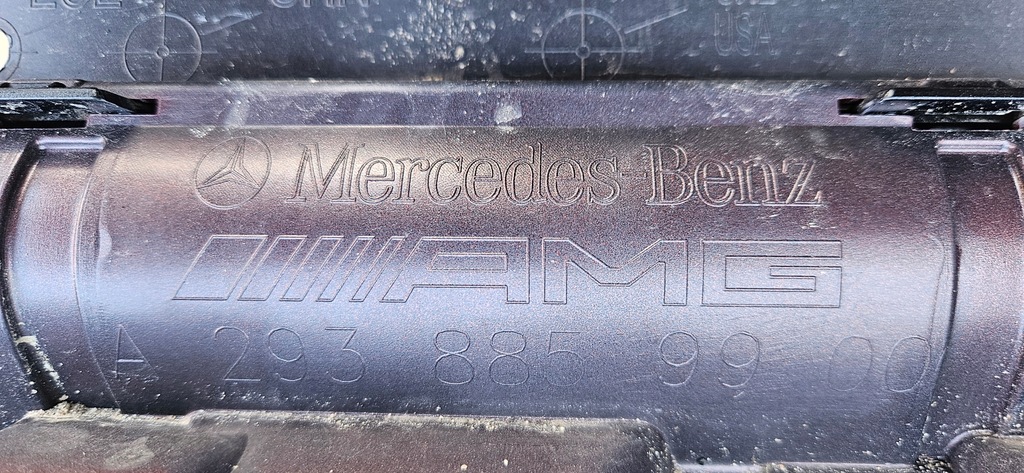 USA
Mercedes-Benz
AMG
A 293 885 99 00